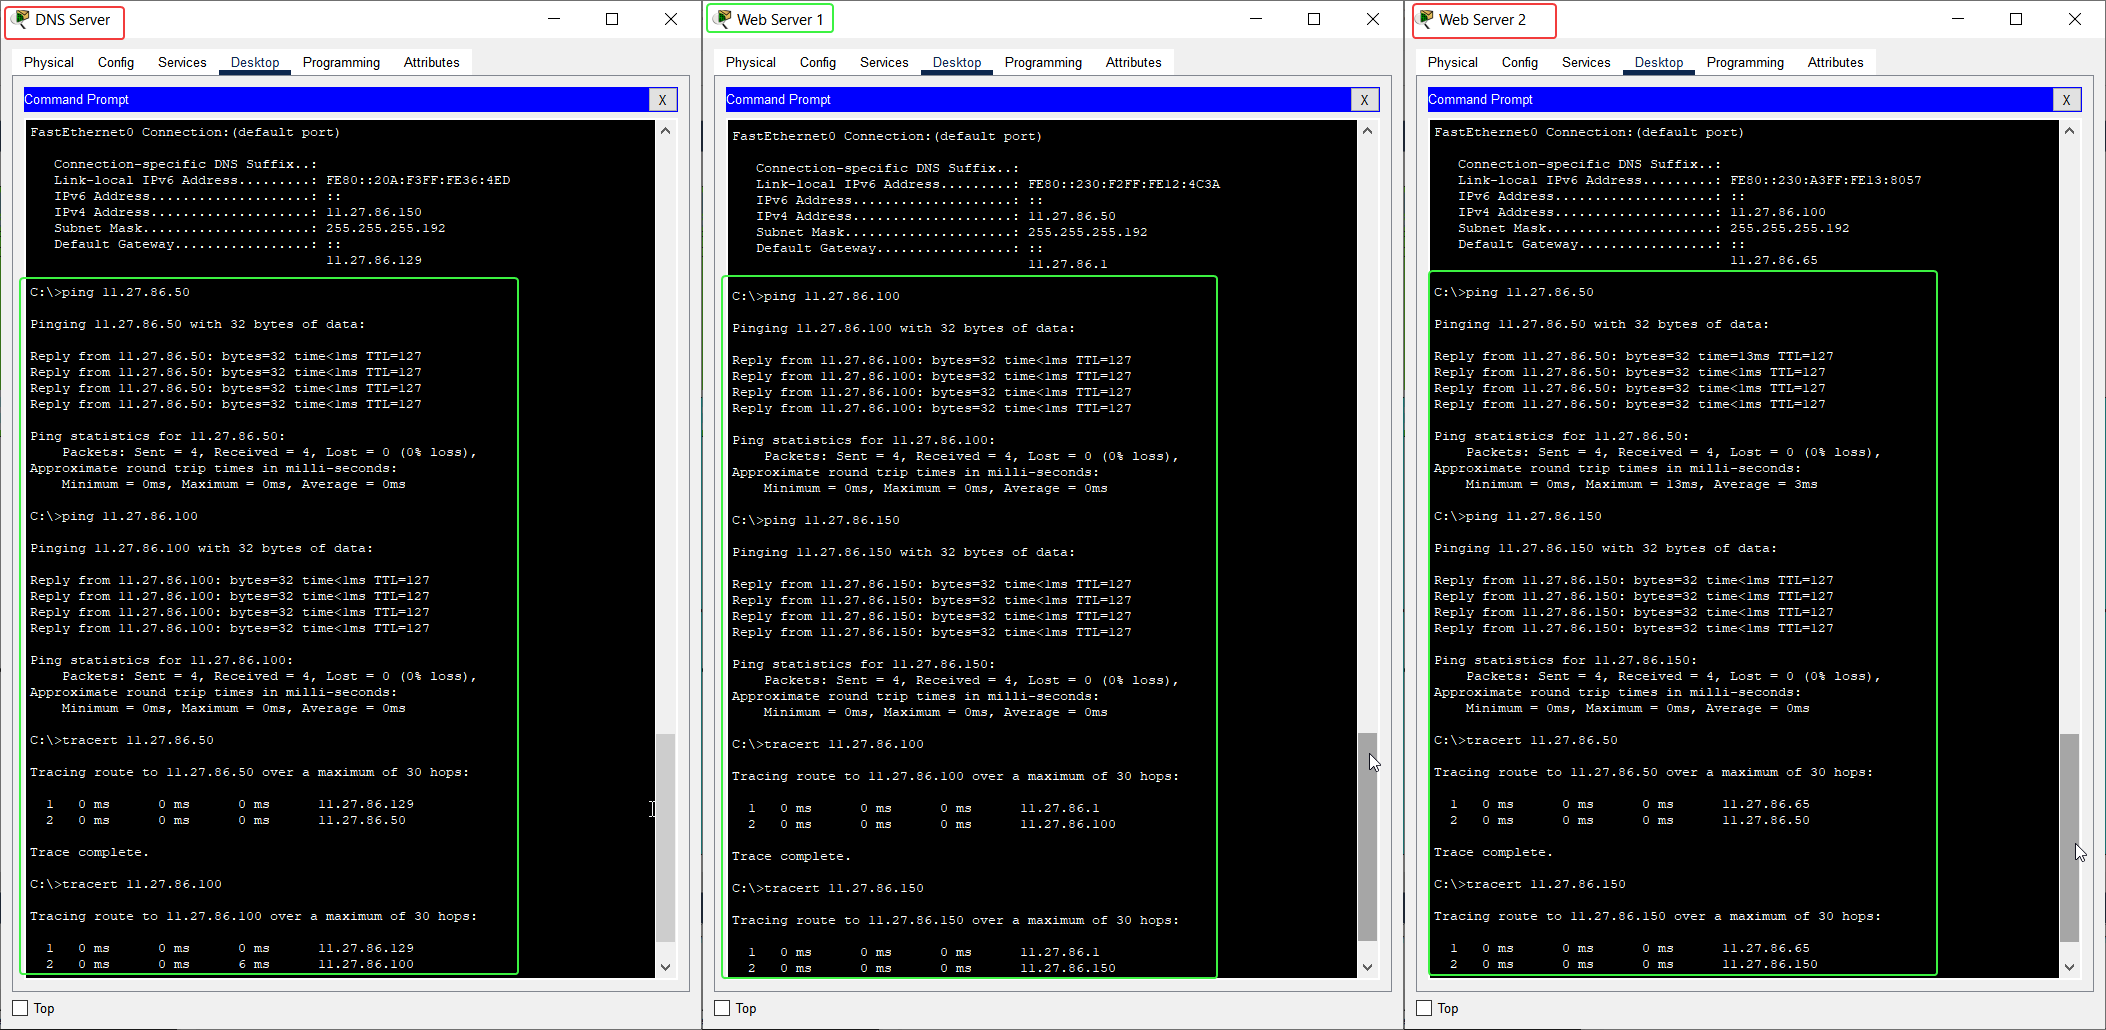 DNS Server
Physical Config Services Desktop Programming Attributes
Command Prompt X
FastEthernet0 Connection:(default port)
Connection-specific DNS Suffix..:
Link-local IPv6 Address.........: FE80::20A:F3FF:FE36:4ED
IPv6 Address....................: ::
IPv4 Address....................: 11.27.86.150
Subnet Mask.....................: 255.255.255.192
Default Gateway.................: ::
11.27.86.129
C:\>ping 11.27.86.50
Pinging 11.27.86.50 with 32 bytes of data:
Reply from 11.27.86.50: bytes=32 time<1ms TTL=127
Reply from 11.27.86.50: bytes=32 time<1ms TTL=127
Reply from 11.27.86.50: bytes=32 time<1ms TTL=127
Reply from 11.27.86.50: bytes=32 time<1ms TTL=127
Ping statistics for 11.27.86.50:
Packets: Sent = 4, Received = 4, Lost = 0 (0% loss),
Approximate round trip times in milli-seconds:
Minimum = 0ms, Maximum = 0ms, Average = 0ms
C:\>ping 11.27.86.100
Pinging 11.27.86.100 with 32 bytes of data:
Reply from 11.27.86.100: bytes=32 time<1ms TTL=127
Reply from 11.27.86.100: bytes=32 time<1ms TTL=127
Reply from 11.27.86.100: bytes=32 time<1ms TTL=127
Reply from 11.27.86.100: bytes=32 time<1ms TTL=127
Ping statistics for 11.27.86.100:
Packets: Sent = 4, Received = 4, Lost = 0 (0% loss),
Approximate round trip times in milli-seconds:
Minimum = 0ms, Maximum = 0ms, Average = 0ms
C:\>tracert 11.27.86.50
Tracing route to 11.27.86.50 over a maximum of 30 hops:
1 0 ms 0 ms 0 ms 11.27.86.129
2 0 ms 0 ms 0 ms 11.27.86.50
Trace complete.
C:\>tracert 11.27.86.100
Tracing route to 11.27.86.100 over a maximum of 30 hops:
1 0 ms 0 ms 0 ms 11.27.86.129
2 0 ms 0 ms 6 ms 11.27.86.100
Top
Web Server 1
Physical Config Services Desktop Programming Attributes
Command Prompt X
FastEthernet0 Connection:(default port)
Connection-specific DNS Suffix..:
Link-local IPv6 Address.........: FE80::230:F2FF:FE12:4C3A
IPv6 Address....................: ::
IPv4 Address....................: 11.27.86.50
Subnet Mask.....................: 255.255.255.192
Default Gateway.................: ::
11.27.86.1
C:\>ping 11.27.86.100
Pinging 11.27.86.100 with 32 bytes of data:
Reply from 11.27.86.100: bytes=32 time<1ms TTL=127
Reply from 11.27.86.100: bytes=32 time<1ms TTL=127
Reply from 11.27.86.100: bytes=32 time<1ms TTL=127
Reply from 11.27.86.100: bytes=32 time<1ms TTL=127
Ping statistics for 11.27.86.100:
Packets: Sent = 4, Received = 4, Lost = 0 (0% loss),
Approximate round trip times in milli-seconds:
Minimum = 0ms, Maximum = 0ms, Average = 0ms
C:\>ping 11.27.86.150
Pinging 11.27.86.150 with 32 bytes of data:
Reply from 11.27.86.150: bytes=32 time<1ms TTL=127
Reply from 11.27.86.150: bytes=32 time<1ms TTL=127
Reply from 11.27.86.150: bytes=32 time<1ms TTL=127
Reply from 11.27.86.150: bytes=32 time<1ms TTL=127
Ping statistics for 11.27.86.150:
Packets: Sent = 4, Received = 4, Lost = 0 (0% loss),
Approximate round trip times in milli-seconds:
Minimum = 0ms, Maximum = 0ms, Average = 0ms
C:\>tracert 11.27.86.100
Tracing route to 11.27.86.100 over a maximum of 30 hops:
1 0 ms 0 ms 0 ms 11.27.86.1
2 0 ms 0 ms 0 ms 11.27.86.100
Trace complete.
C:\>tracert 11.27.86.150
Tracing route to 11.27.86.150 over a maximum of 30 hops:
1 0 ms 0 ms 0 ms 11.27.86.1
2 0 ms 0 ms 0 ms 11.27.86.150
Top
Web Server 2
Physical Config Services Desktop Programming Attributes
Command Prompt X
FastEthernet0 Connection:(default port)
Connection-specific DNS Suffix..:
Link-local IPv6 Address.........: FE80::230:A3FF:FE13:8057
IPv6 Address....................: ::
IPv4 Address....................: 11.27.86.100
Subnet Mask.....................: 255.255.255.192
Default Gateway.................: ::
11.27.86.65
C:\>ping 11.27.86.50
Pinging 11.27.86.50 with 32 bytes of data:
Reply from 11.27.86.50: bytes=32 time=13ms TTL=127
Reply from 11.27.86.50: bytes=32 time<1ms TTL=127
Reply from 11.27.86.50: bytes=32 time<1ms TTL=127
Reply from 11.27.86.50: bytes=32 time<1ms TTL=127
Ping statistics for 11.27.86.50:
Packets: Sent = 4, Received = 4, Lost = 0 (0% loss),
Approximate round trip times in milli-seconds:
Minimum = 0ms, Maximum = 13ms, Average = 3ms
C:\>ping 11.27.86.150
Pinging 11.27.86.150 with 32 bytes of data:
Reply from 11.27.86.150: bytes=32 time<1ms TTL=127
Reply from 11.27.86.150: bytes=32 time<1ms TTL=127
Reply from 11.27.86.150: bytes=32 time<1ms TTL=127
Reply from 11.27.86.150: bytes=32 time<1ms TTL=127
Ping statistics for 11.27.86.150:
Packets: Sent = 4, Received = 4, Lost = 0 (0% loss),
Approximate round trip times in milli-seconds:
Minimum = 0ms, Maximum = 0ms, Average = 0ms
C:\>tracert 11.27.86.50
Tracing route to 11.27.86.50 over a maximum of 30 hops:
1 0 ms 0 ms 0 ms 11.27.86.65
2 0 ms 0 ms 0 ms 11.27.86.50
Trace complete.
C:\>tracert 11.27.86.150
Tracing route to 11.27.86.150 over a maximum of 30 hops:
1 0 ms 0 ms 0 ms 11.27.86.65
2 0 ms 0 ms 0 ms 11.27.86.150
Top